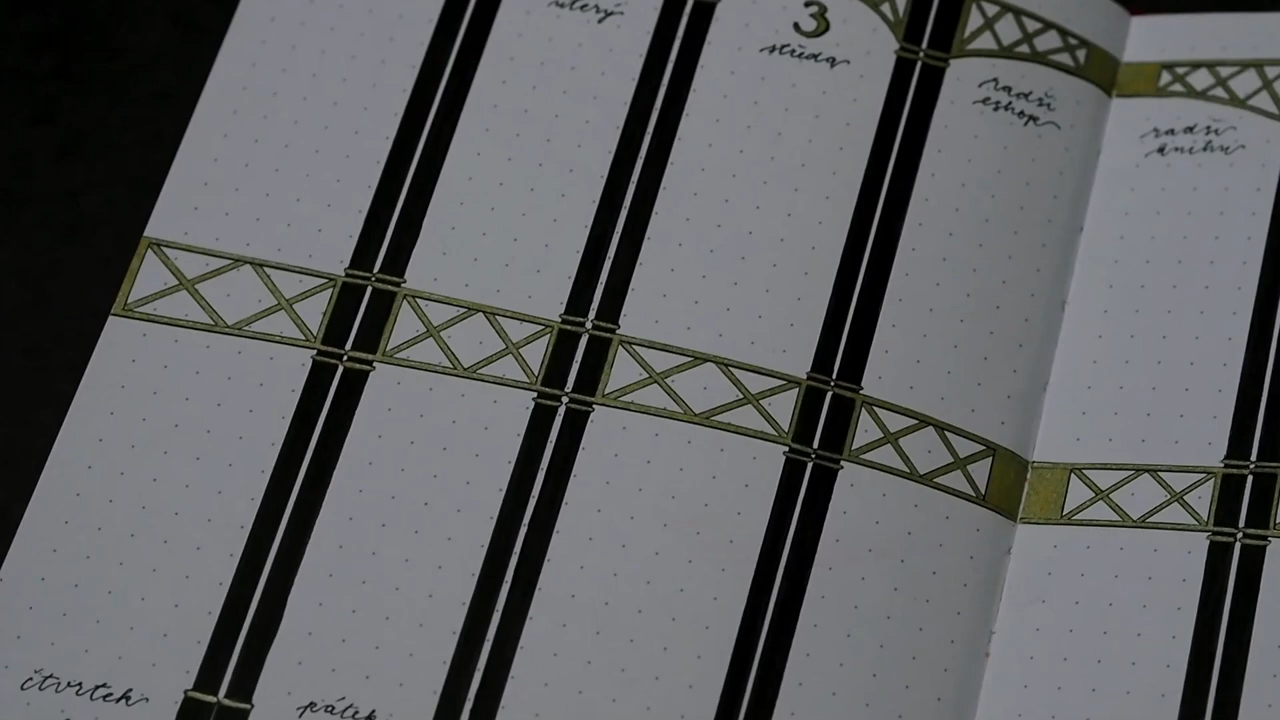 úterý
3
středa
radši
eshop
radši
knihu
čtvrtek
pátek